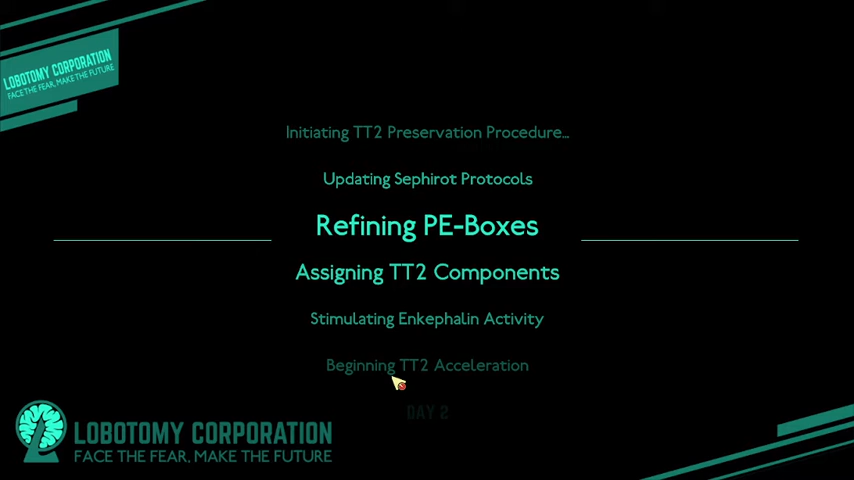 LOBOTOMY CORPORATION
FACE THE FEAR, MAKE THE FUTURE
Initiating TT2 Preservation Procedure...
Updating Sephirot Protocols
Refining PE-Boxes
Assigning TT2 Components
Stimulating Enkephalin Activity
Beginning TT2 Acceleration
DAY 2
LOBOTOMY CORPORATION
FACE THE FEAR, MAKE THE FUTURE